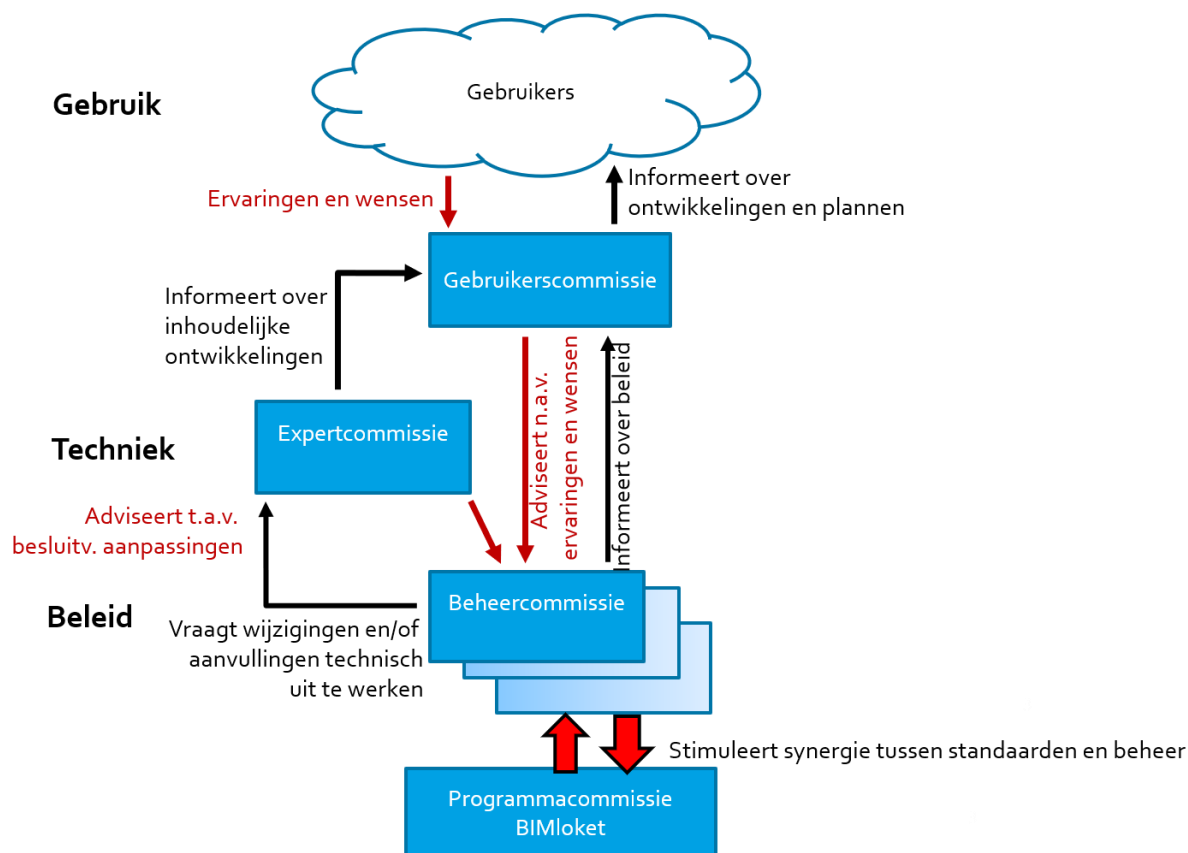 Gebruikers
Gebruik
Ervaringen en wensen
Informeert over
ontwikkelingen en plannen
Gebruikerscommissie
Informeert over
inhoudelijke
ontwikkelingen
Adviseert n.a.v.
ervaringen en wensen
Informeert over beleid
Expertcommissie
Techniek
Adviseert t.a.v.
besluitv. aanpassingen
Beheercommissie
Beleid
Vraagt wijzigingen en/of
aanvullingen technisch
uit te werken
Stimuleert synergie tussen standaarden en beheer
Programmacommissie
BIMloket